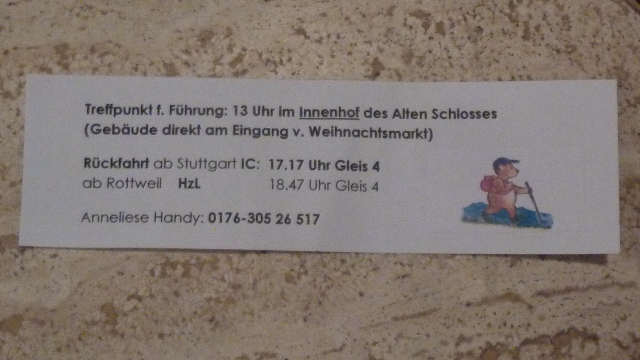 Treffpunkt f. Führung: 13 Uhr im Innenhof des Alten Schlosses
(Gebäude direkt am Eingang v. Weihnachtsmarkt)
Rückfahrt ab Stuttgart IC: 17.17 Uhr Gleis 4
ab Rottweil HzL 18.47 Uhr Gleis 4
Anneliese Handy: 0176-305 26 517